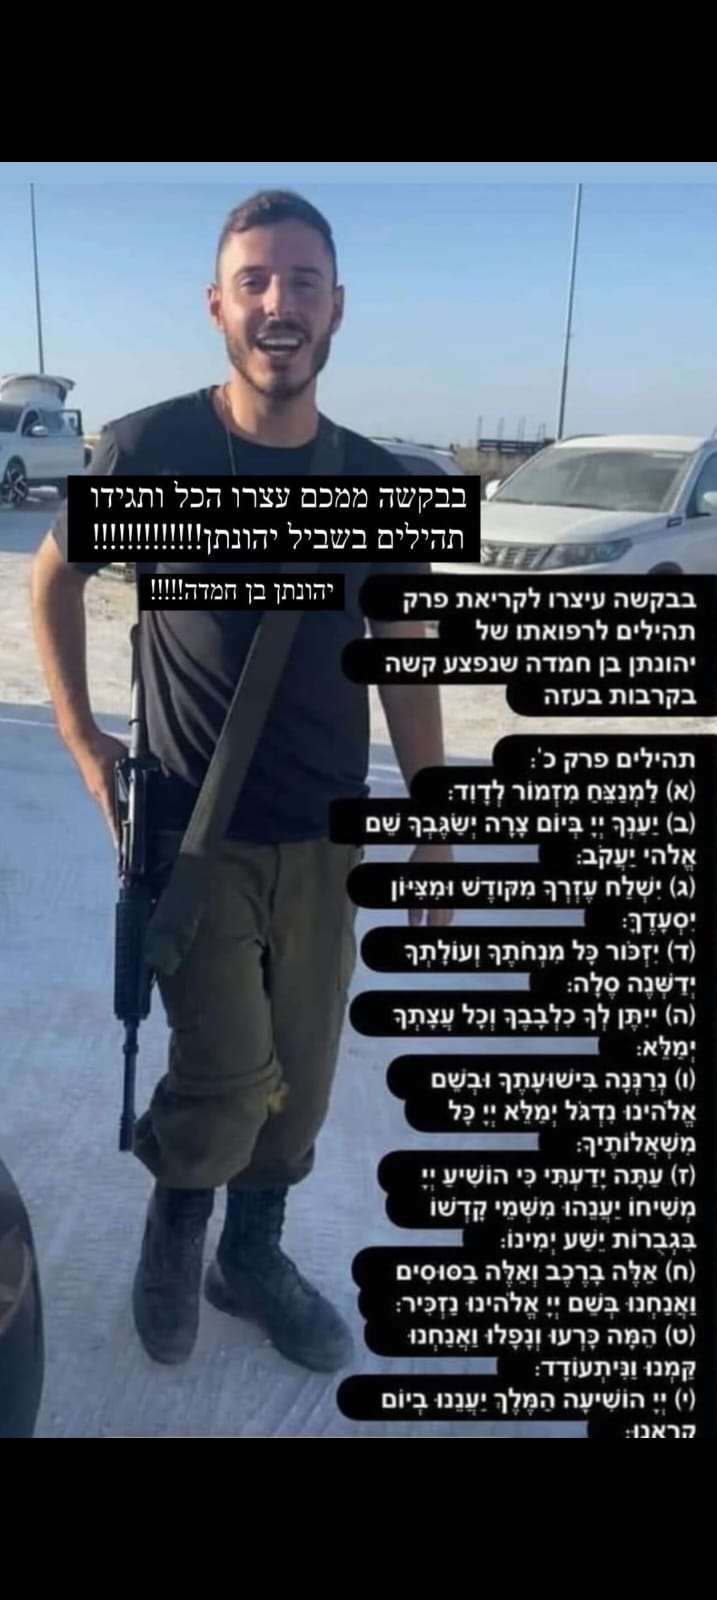 בבקשה ממכם עצרו הכל ותגידו
תהילים בשביל יהונתן!!!!!!!!!!!!!
יהונתן בן חמדה!!!!!
בבקשה עיצרו לקריאת פרק
תהילים לרפואתו של
יהונתן בן חמדה שנפצע קשה
בקרבות בעזה
תהילים פרק כ':
(א) לַמְנַצֵּחַ מִזְמוֹר לְדָוִד:
(ב) יַעַנְךָ יְיָ בְּיוֹם צָרָה יְשַׂגֶּבְךָ שֵׁם
אֱלֹהֵי יַעֲקֹב:
(ג) יִשְׁלַח עֶזְרְךָ מִקּוֹדֶשׁ וּמִצִּיּוֹן
יִסְעָדֶךָּ:
(ד) יִזְכּוֹר כָּל מִנְחֹתֶךָ וְעוֹלָתְךָ
יְדַשְּׁנֶה סֶלָה:
(ה) יִיתֶּן לְךָ כִלְבָבֶךָ וְכָל עֲצָתְךָ
יְמַלֵּא:
(ו) נְרַנְּנָה בִּישׁוּעָתֶךָ וּבְשֵׁם
אֱלֹהֵינוּ נִדְגֹּל יְמַלֵּא יְיָ כָּל
מִשְׁאֲלוֹתֶיךָ:
(ז) עַתָּה יָדַעְתִּי כִּי הוֹשִׁיעַ יְיָ
מְשִׁיחוֹ יַעֲנֵהוּ מִשְּׁמֵי קָדְשׁוֹ
בִּגְבֻרוֹת יֵשַׁע יְמִינוֹ:
(ח) אֵלֶּה בָרֶכֶב וְאֵלֶּה בַסּוּסִים
וַאֲנַחְנוּ בְּשֵׁם יְיָ אֱלֹהֵינוּ נַזְכִּיר:
(ט) הֵמָּה כָּרְעוּ וְנָפָלוּ וַאֲנַחְנוּ
קַמְנוּ וַנִּיתְעוֹדָד:
(י) יְיָ הוֹשִׁיעָה הַמֶּלֶךְ יַעֲנֵנוּ בְיוֹם
קָרְאֵנוּ: